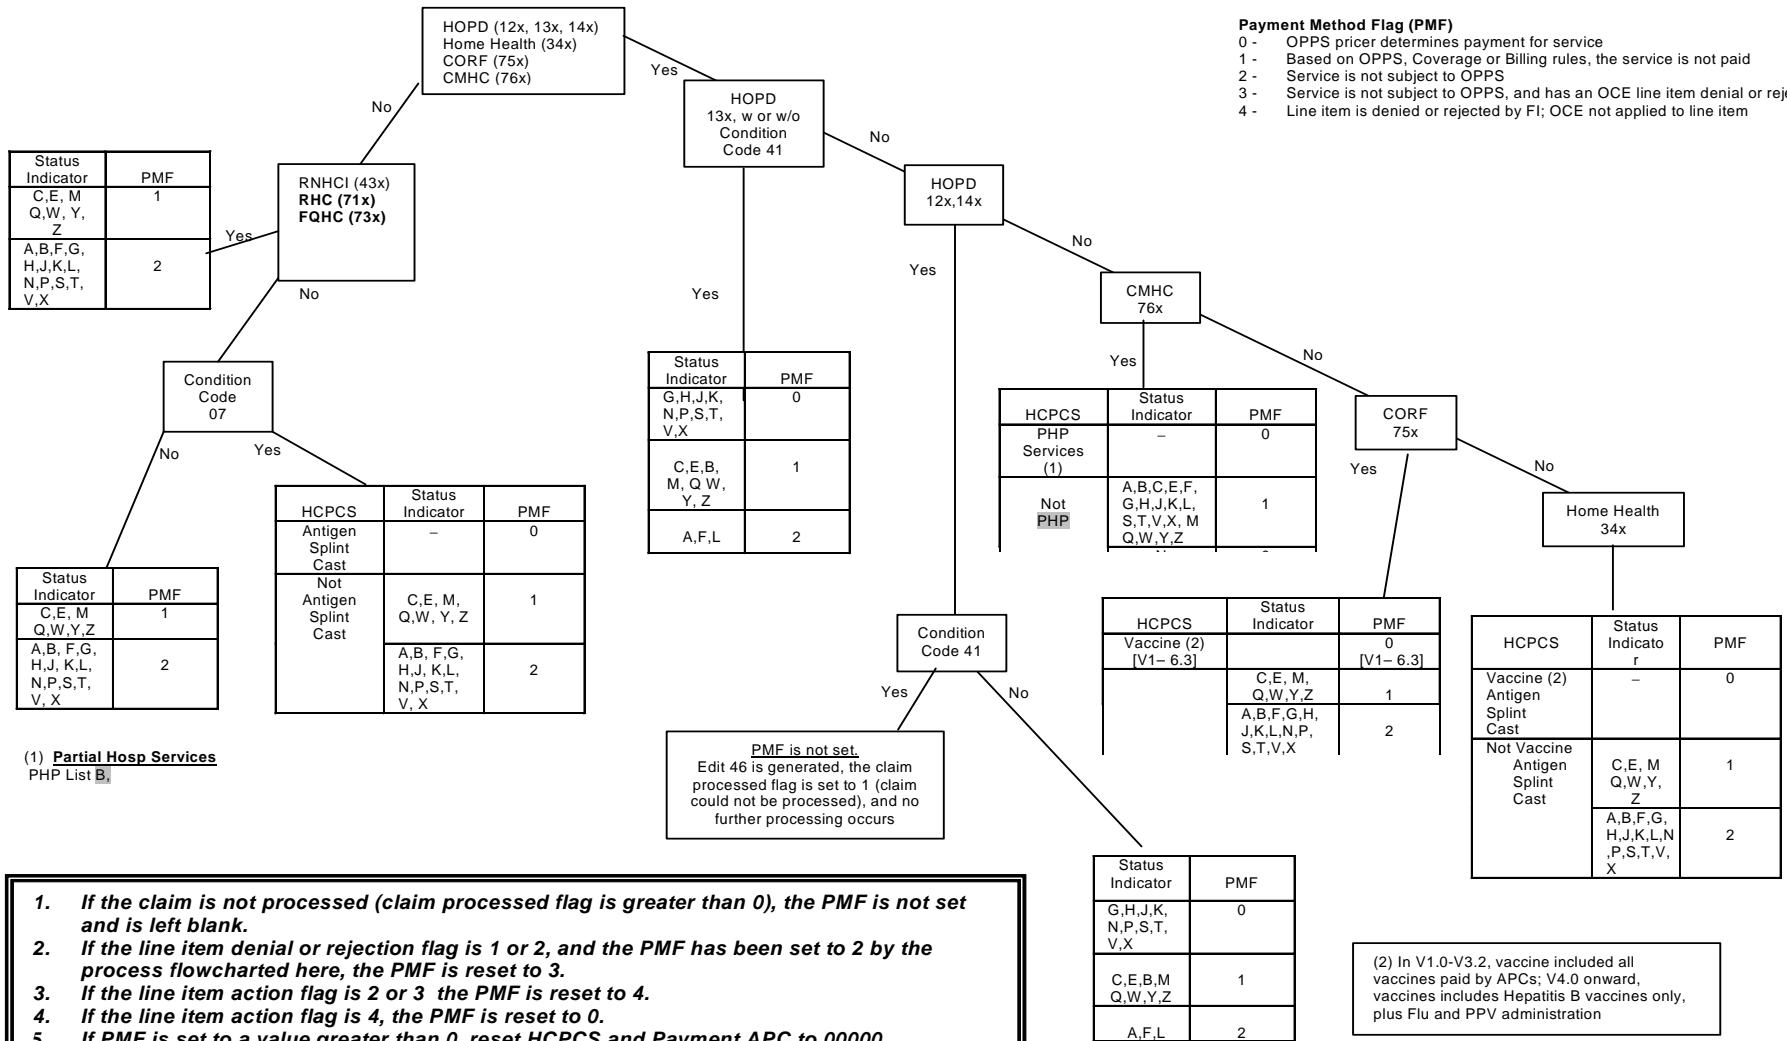 HOPD (12x, 13x, 14x)
Home Health (34x)
CORF (75x)
CMHC (76x)
Payment Method Flag (PMF)
0 - OPPS pricer determines payment for service
1 - Based on OPPS, Coverage or Billing rules, the service is not paid
2 - Service is not subject to OPPS
3 - Service is not subject to OPPS, and has an OCE line item denial or reje
4 - Line item is denied or rejected by FI; OCE not applied to line item
Yes
No
HOPD
13x, w or w/o
Condition
Code 41
No
Status
Indicator PMF
C,E, M
Q,W, Y,
Z
1
A,B,F,G,
H,J,K,L,
N,P,S,T,
V,X
2
Yes
RNHCI (43x)
RHC (71x)
FQHC (73x)
No
HOPD
12x,14x
No
Yes
Yes
CMHC
76x
Yes
No
Condition
Code
07
No
Yes
Status
Indicator PMF
G,H,J,K,
N,P,S,T,
V,X
0
C,E,B,
M, Q W,
Y, Z
1
A,F,L 2
HCPCS Status
Indicator PMF
PHP
Services
(1)
– 0
Not
PHP
A,B,C,E,F,
G,H,J,K,L,
S,T,V,X, M
Q,W,Y,Z
1
CORF
75x
Yes
No
Home Health
34x
HCPCS Status
Indicator PMF
Antigen
Splint
Cast
– 0
Not
Antigen
Splint
Cast
C,E, M,
Q,W, Y, Z
1
A,B, F,G,
H,J, K,L,
N,P,S,T,
V, X
2
Status
Indicator PMF
C,E, M
Q,W,Y,Z
1
A,B, F,G,
H,J, K,L,
N,P,S,T,
V, X
2
Condition
Code 41
Yes
No
HCPCS Status
Indicator PMF
Vaccine (2)
[V1– 6.3]
0
[V1– 6.3]
C,E, M,
Q,W,Y,Z
1
A,B,F,G,H,
J,K,L,N,P,
S,T,V,X
2
HCPCS Status
Indicato
r
PMF
Vaccine (2)
Antigen
Splint
Cast
– 0
Not Vaccine
Antigen
Splint
Cast
C,E, M
Q,W,Y,
Z
1
A,B,F,G,
H,J,K,L,N
,P,S,T,V,
X
2
(1) Partial Hosp Services
PHP List B,
PMF is not set.
Edit 46 is generated, the claim
processed flag is set to 1 (claim
could not be processed), and no
further processing occurs
Status
Indicator PMF
G,H,J,K,
N,P,S,T,
V,X
0
C,E,B,M
Q,W,Y,Z
1
A,F,L 2
1. If the claim is not processed (claim processed flag is greater than 0), the PMF is not set
and is left blank.
2. If the line item denial or rejection flag is 1 or 2, and the PMF has been set to 2 by the
process flowcharted here, the PMF is reset to 3.
3. If the line item action flag is 2 or 3 the PMF is reset to 4.
4. If the line item action flag is 4, the PMF is reset to 0.
5. If PMF is set to a value greater than 0, reset HCPCS and Payment APC to 00000
(2) In V1.0-V3.2, vaccine included all
vaccines paid by APCs; V4.0 onward,
vaccines includes Hepatitis B vaccines only,
plus Flu and PPV administration